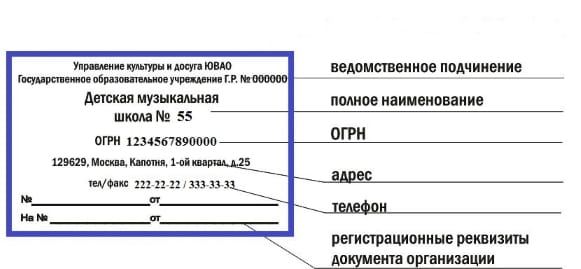 Управление культуры и досуга ЮВАО
Государственное образовательное учреждение Г.Р. № 000000
Детская музыкальная
школа № 55
ОГРН 1234567890000
129629, Москва, Капотня, 1-ой квартал, д.25
тел/факс 222-22-22 / 333-33-33
№ от
На № от
ведомственное подчинение
полное наименование
ОГРН
адрес
телефон
регистрационные реквизиты
документа организации